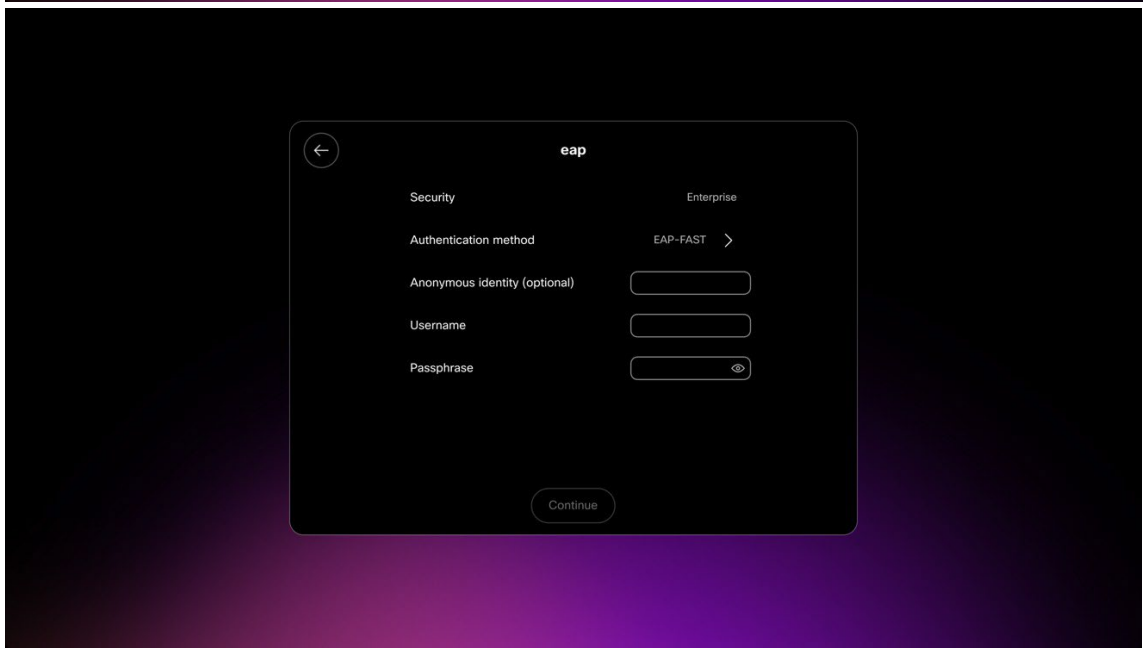 eap
Security Enterprise
Authentication method EAP-FAST
Anonymous identity (optional)
Username
Passphrase
Continue